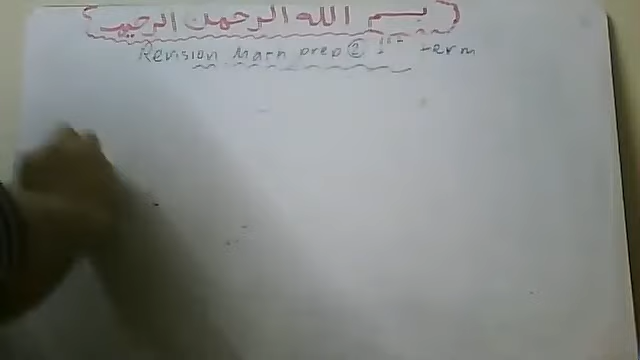 بسم الله الرحمن الرحيم
Revision Math prep ② 1st term